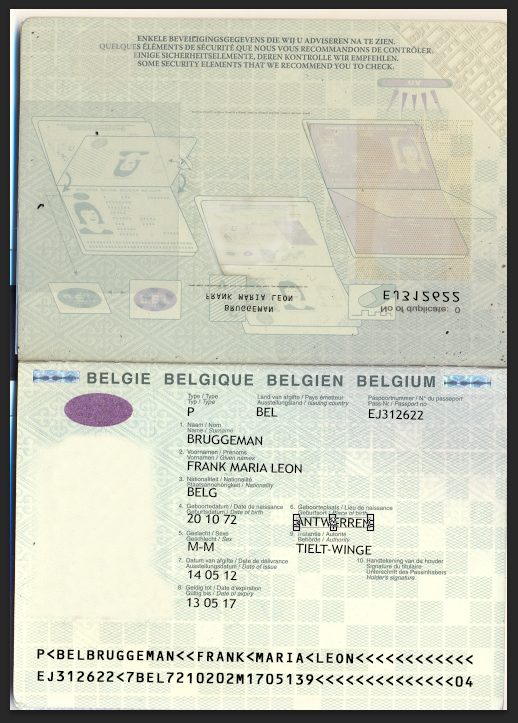 ENKELE BEVEILIGINGSGEGEVENS DIE WIJ U ADVISEREN NA TE ZIEN.
QUELQUES ÉLÉMENTS DE SÉCURITÉ QUE NOUS VOUS RECOMMANDONS DE CONTRÔLER.
EINIGE SICHERHEITSELEMENTE, DEREN KONTROLLE WIR EMPFEHLEN.
SOME SECURITY ELEMENTS THAT WE RECOMMEND YOU TO CHECK.
EJ312622
No of duplicate: 0
FRANK MARIA LEON
BRUGGEMAN
BELGIE BELGIQUE BELGIEN BELGIUM
Type / Type
Typ / Type
P
Land van afgifte / Pays émetteur
Ausstellungsland / Issuing country
BEL
Paspoortnummer / N° du passeport
Pass-Nr / Passport No.
EJ312622
1. Naam / Nom
Name / Surname
BRUGGEMAN
2. Voornamen / Prénoms
Vornamen / Given names
FRANK MARIA LEON
3. Nationaliteit / Nationalité
Staatsangehörigkeit / Nationality
BELG
4. Geboortedatum / Date de naissance
Geburtsdatum / Date of birth
20 10 72
6. Geboorteplaats / Lieu de naissance
Geburtsort / Place of birth
ANTWERREN
5. Geslacht / Sexe
Geschlecht / Sex
M-M
9. Instantie / Autorité
Behörde / Authority
TIELT-WINGE
7. Datum van afgifte / Date de délivrance
Ausstellungsdatum / Date of issue
14 05 12
10. Handtekening van de houder
Signature du titulaire
Unterschrift des Passinhabers
Holder's signature
8. Geldig tot / Date d'expiration
Gültig bis / Date of expiry
13 05 17
P<BELBRUGGEMAN<<FRANK<MARIA<LEON<<<<<<<<<<<<
EJ312622<7BEL7210202M1705139<<<<<<<<<<<<<<04